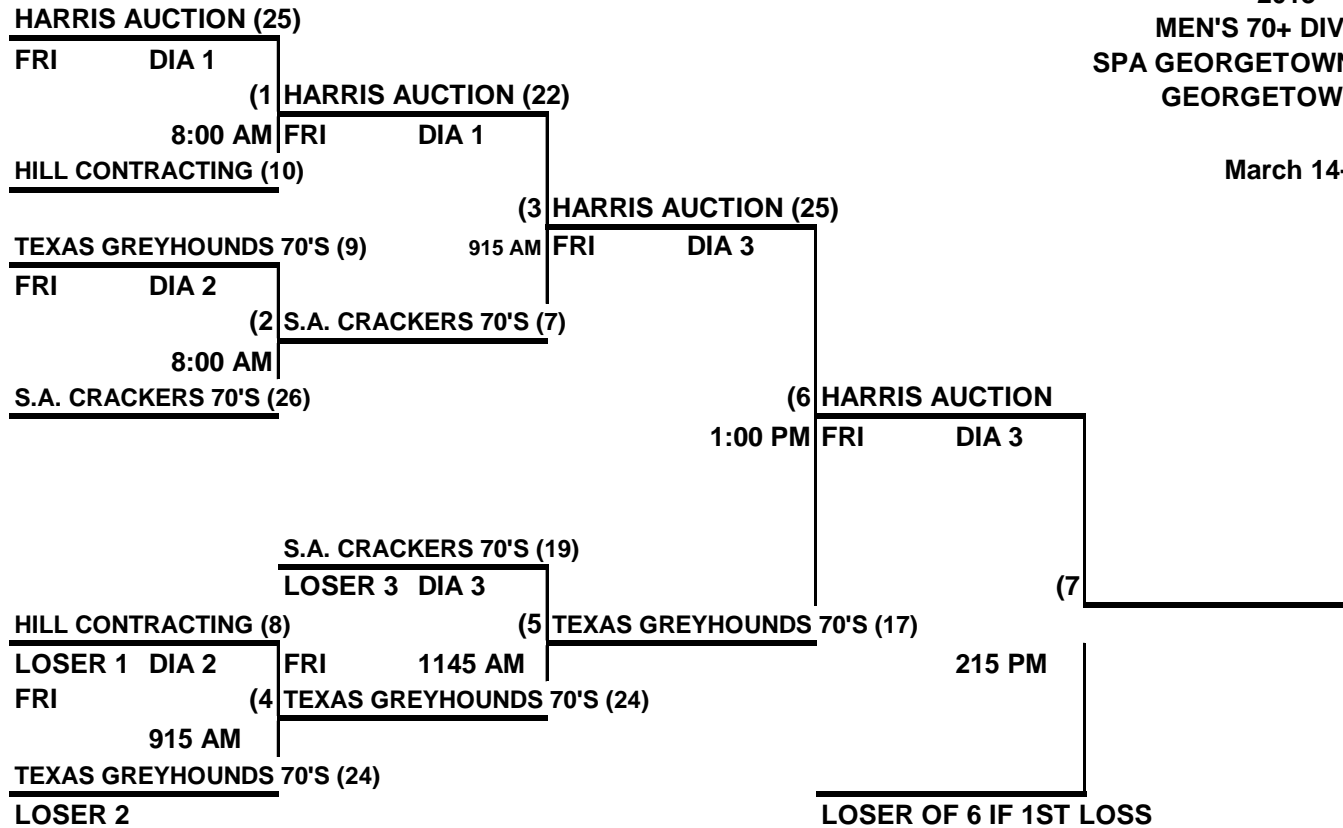 HARRIS AUCTION (25)
MEN'S 70+ DIV
FRI DIA 1
SPA GEORGETOWN
(1 HARRIS AUCTION (22)
GEORGETOW
8:00 AM FRI DIA 1
HILL CONTRACTING (10)
March 14-
(3 HARRIS AUCTION (25)
TEXAS GREYHOUNDS 70'S (9)
915 AM FRI DIA 3
FRI DIA 2
(2 S.A. CRACKERS 70'S (7)
8:00 AM
S.A. CRACKERS 70'S (26)
(6 HARRIS AUCTION
1:00 PM FRI DIA 3
S.A. CRACKERS 70'S (19)
LOSER 3 DIA 3
(7
HILL CONTRACTING (8)
(5 TEXAS GREYHOUNDS 70'S (17)
LOSER 1 DIA 2
FRI 1145 AM
215 PM
FRI
(4 TEXAS GREYHOUNDS 70'S (24)
915 AM
TEXAS GREYHOUNDS 70'S (24)
LOSER 2
LOSER OF 6 IF 1ST LOSS